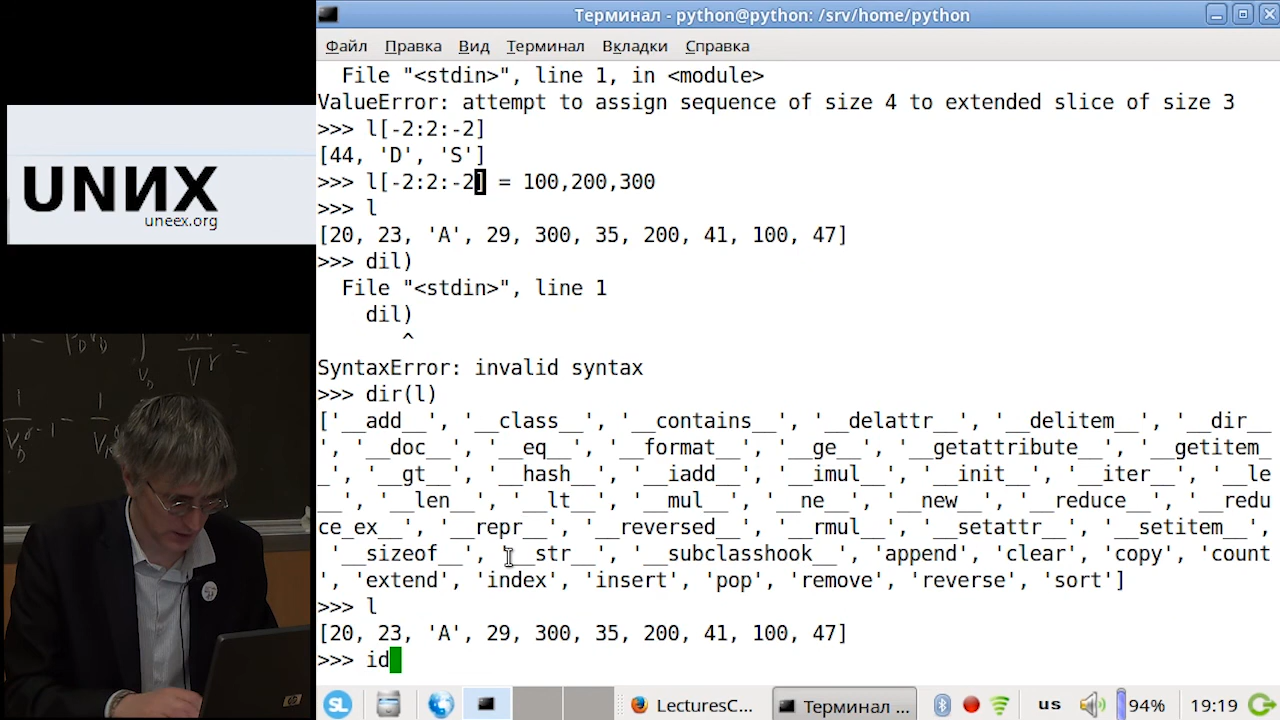 Терминал - python@python: /srv/home/python
Файл Правка Вид Терминал Вкладки Справка
File "<stdin>", line 1, in <module>
ValueError: attempt to assign sequence of size 4 to extended slice of size 3
>>> l[-2:2:-2]
[44, 'D', 'S']
>>> l[-2:2:-2] = 100,200,300
>>> l
[20, 23, 'A', 29, 300, 35, 200, 41, 100, 47]
>>> dil)
File "<stdin>", line 1
dil)
^
SyntaxError: invalid syntax
>>> dir(l)
['__add__', '__class__', '__contains__', '__delattr__', '__delitem__', '__dir__
', '__doc__', '__eq__', '__format__', '__ge__', '__getattribute__', '__getitem_
_', '__gt__', '__hash__', '__iadd__', '__imul__', '__init__', '__iter__', '__le
__', '__len__', '__lt__', '__mul__', '__ne__', '__new__', '__reduce__', '__redu
ce_ex__', '__repr__', '__reversed__', '__rmul__', '__setattr__', '__setitem__',
'__sizeof__', '__str__', '__subclasshook__', 'append', 'clear', 'copy', 'count
', 'extend', 'index', 'insert', 'pop', 'remove', 'reverse', 'sort']
>>> l
[20, 23, 'A', 29, 300, 35, 200, 41, 100, 47]
>>> id
LecturesC... Терминал ... us 94% 19:19
UNИX
uneex.org